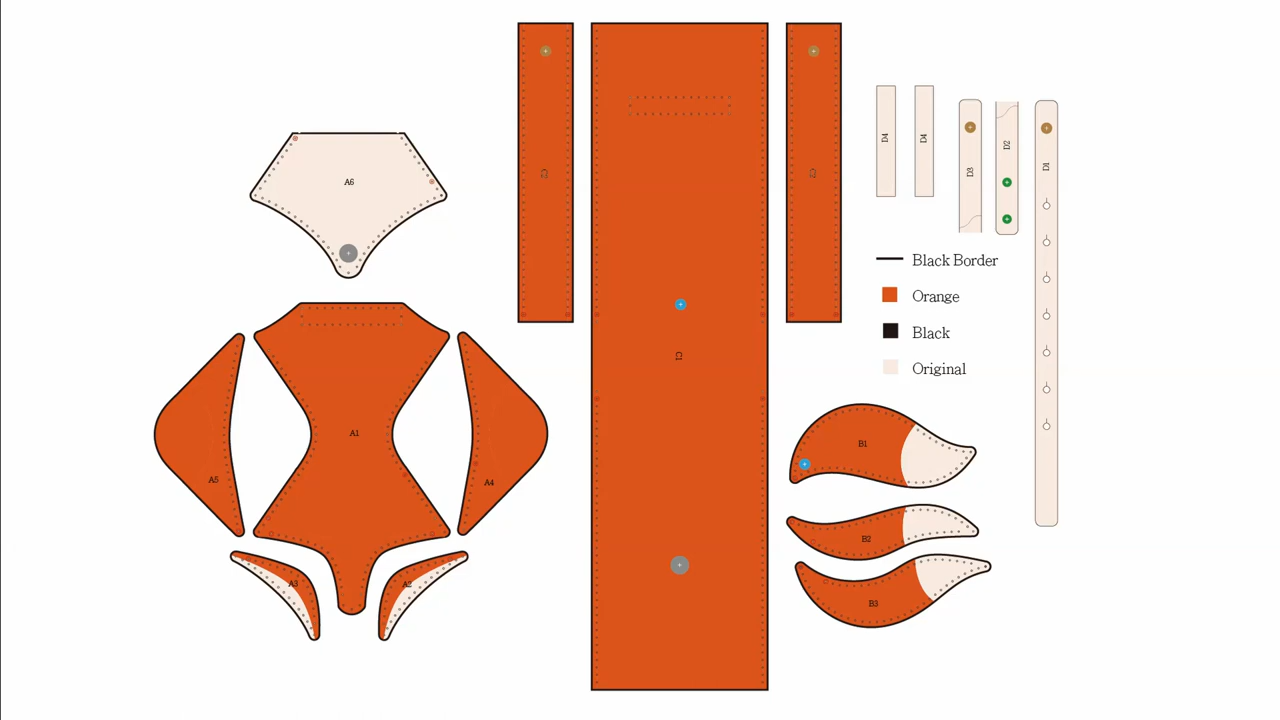 A6
A1
A5
A4
A3
A2
C2
C1
C2
D4
D4
D3
D2
D1
Black Border
Orange
Black
Original
B1
B2
B3